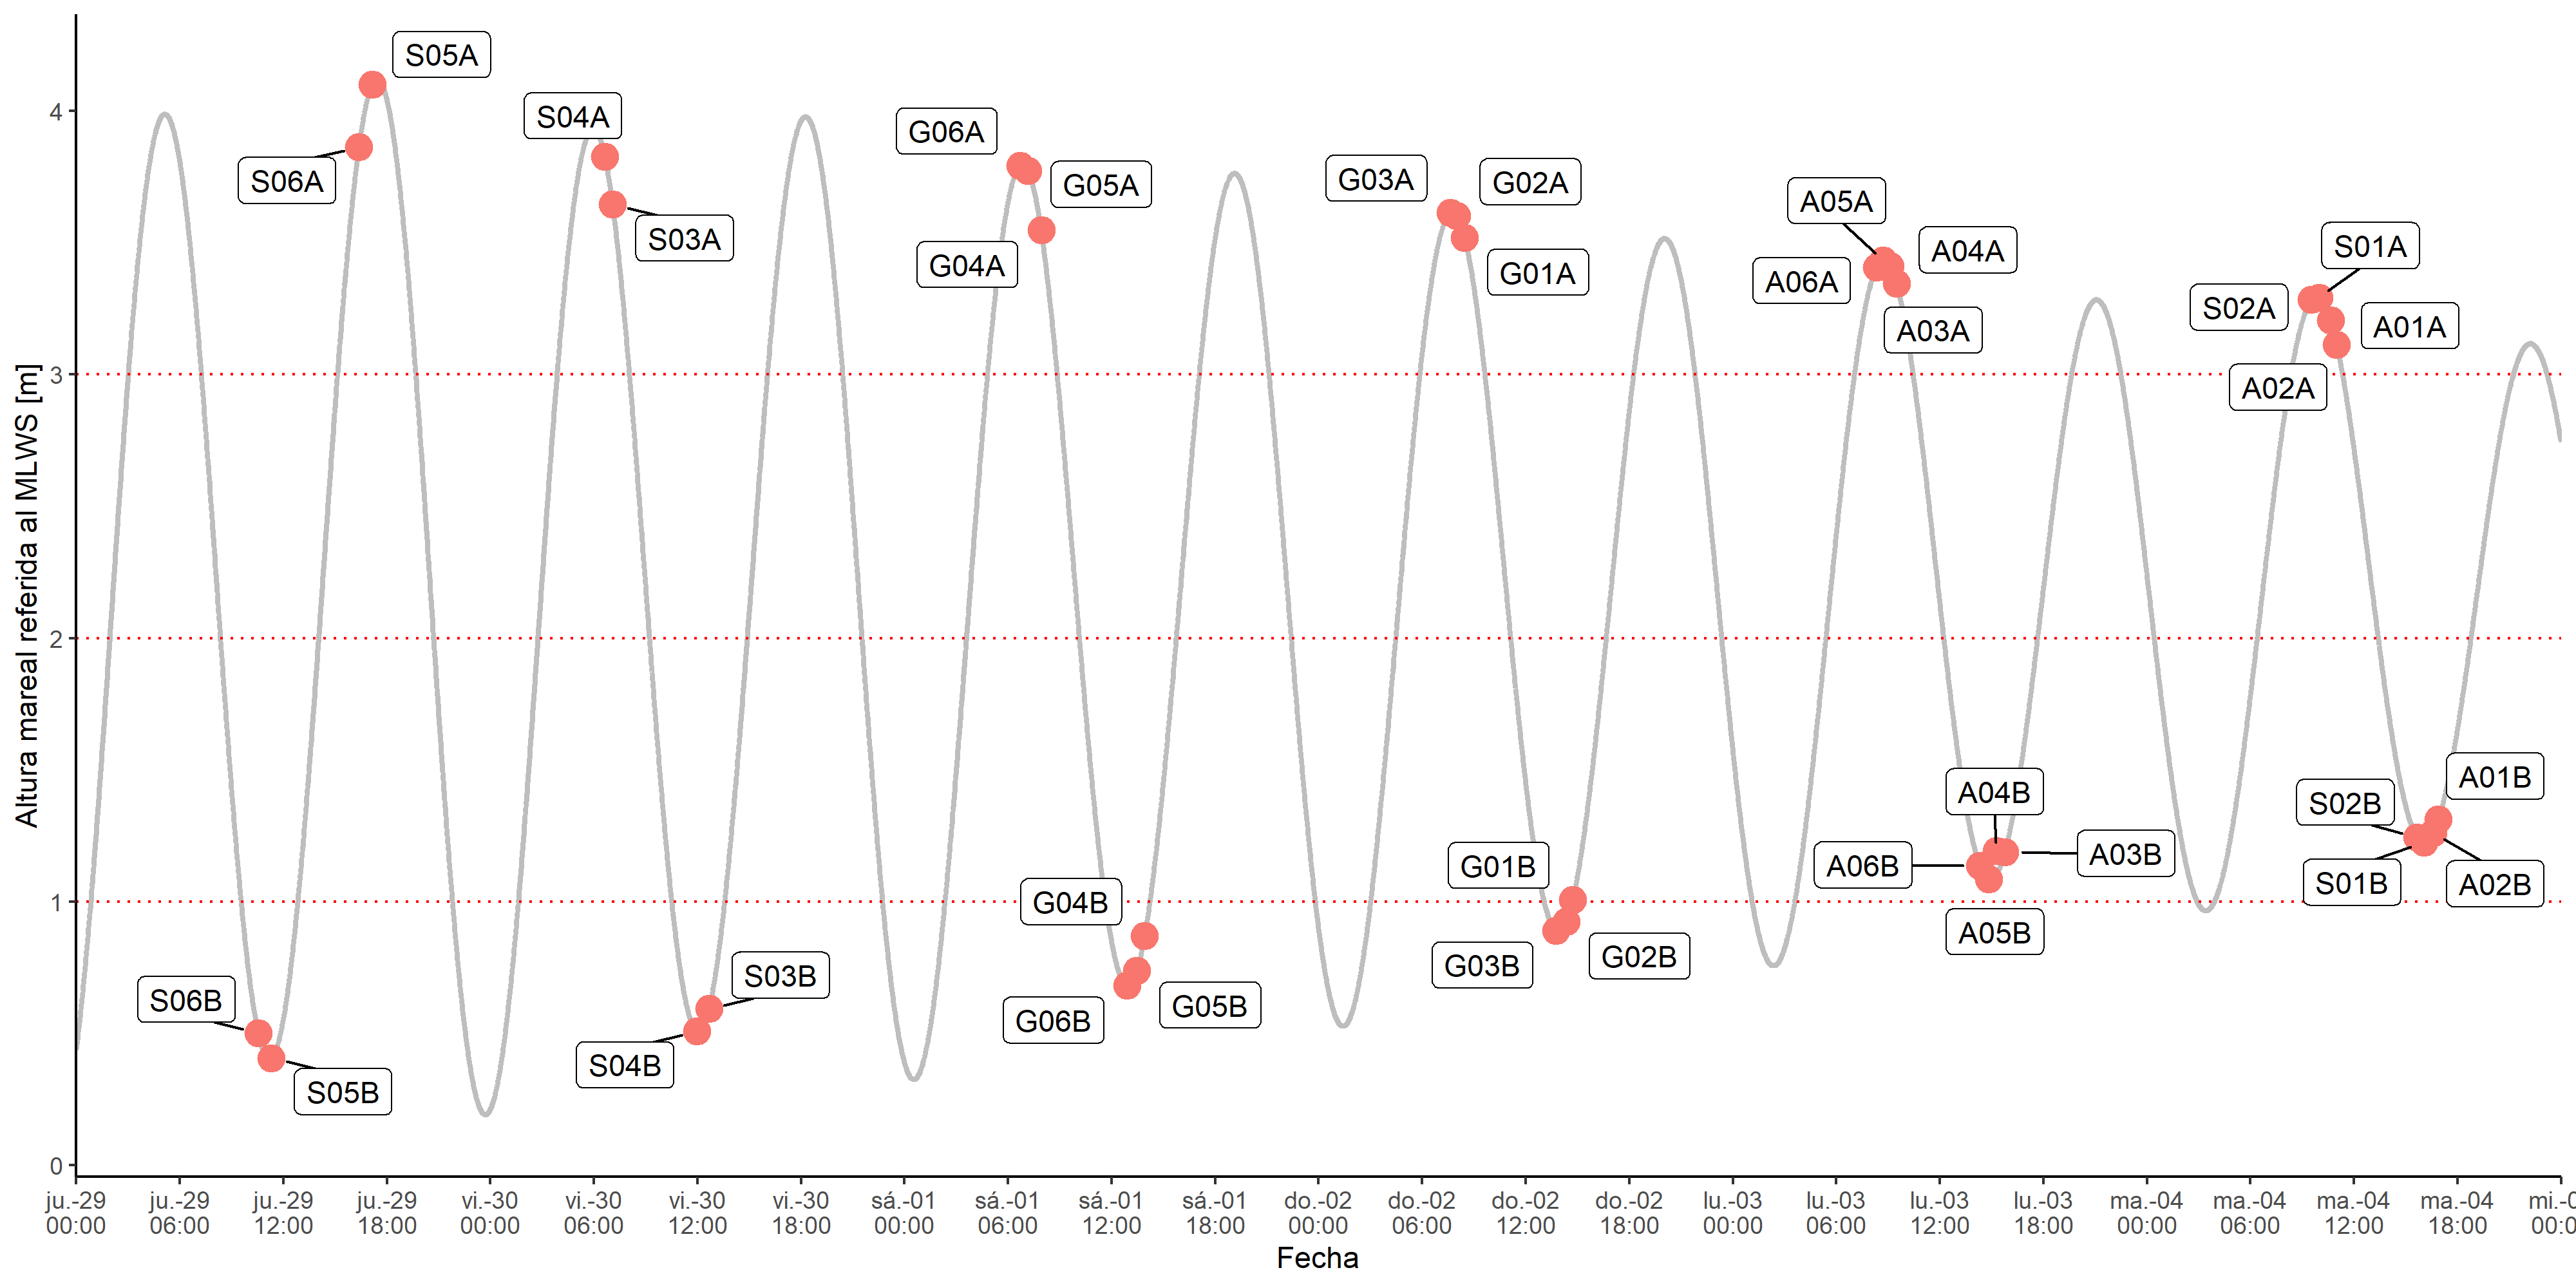 S05A
S04A
G06A
S06A
G05A
G03A
G02A
A05A
S03A
G04A
G01A
A04A
A06A
A03A
S01A
S02A
A01A
A02A
4
3
2
1
0
Altura mareal referida al MLWS [m]
S06B
S05B
S03B
S04B
G04B
G06B
G05B
G01B
G03B
G02B
A04B
A06B
A03B
A05B
A01B
S02B
S01B
A02B
ju.-29
00:00
ju.-29
06:00
ju.-29
12:00
ju.-29
18:00
vi.-30
00:00
vi.-30
06:00
vi.-30
12:00
vi.-30
18:00
sá.-01
00:00
sá.-01
06:00
sá.-01
12:00
sá.-01
18:00
do.-02
00:00
do.-02
06:00
do.-02
12:00
do.-02
18:00
lu.-03
00:00
lu.-03
06:00
lu.-03
12:00
lu.-03
18:00
ma.-04
00:00
ma.-04
06:00
ma.-04
12:00
ma.-04
18:00
Fecha